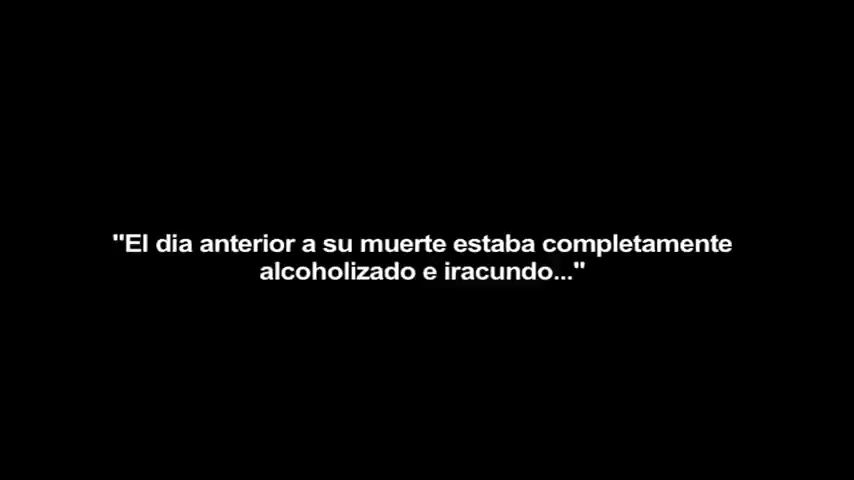 "El dia anterior a su muerte estaba completamente
alcoholizado e iracundo..."